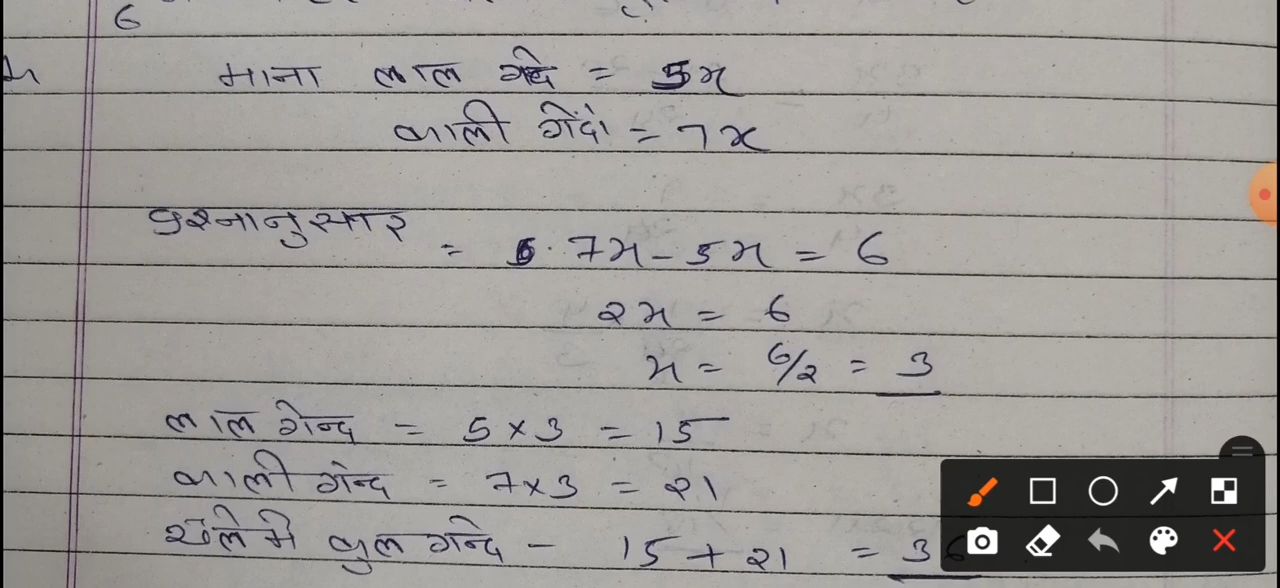 6
माना लाल गेंदे = 5x
काली गेंदों = 7x
प्रश्नानुसार
= 7x - 5x = 6
2x = 6
x = 6/2 = 3
लाल गेन्द = 5 × 3 = 15
काली गेन्द = 7×3 = 21
थैले मे कुल गेन्दे - 15 + 21 = 36